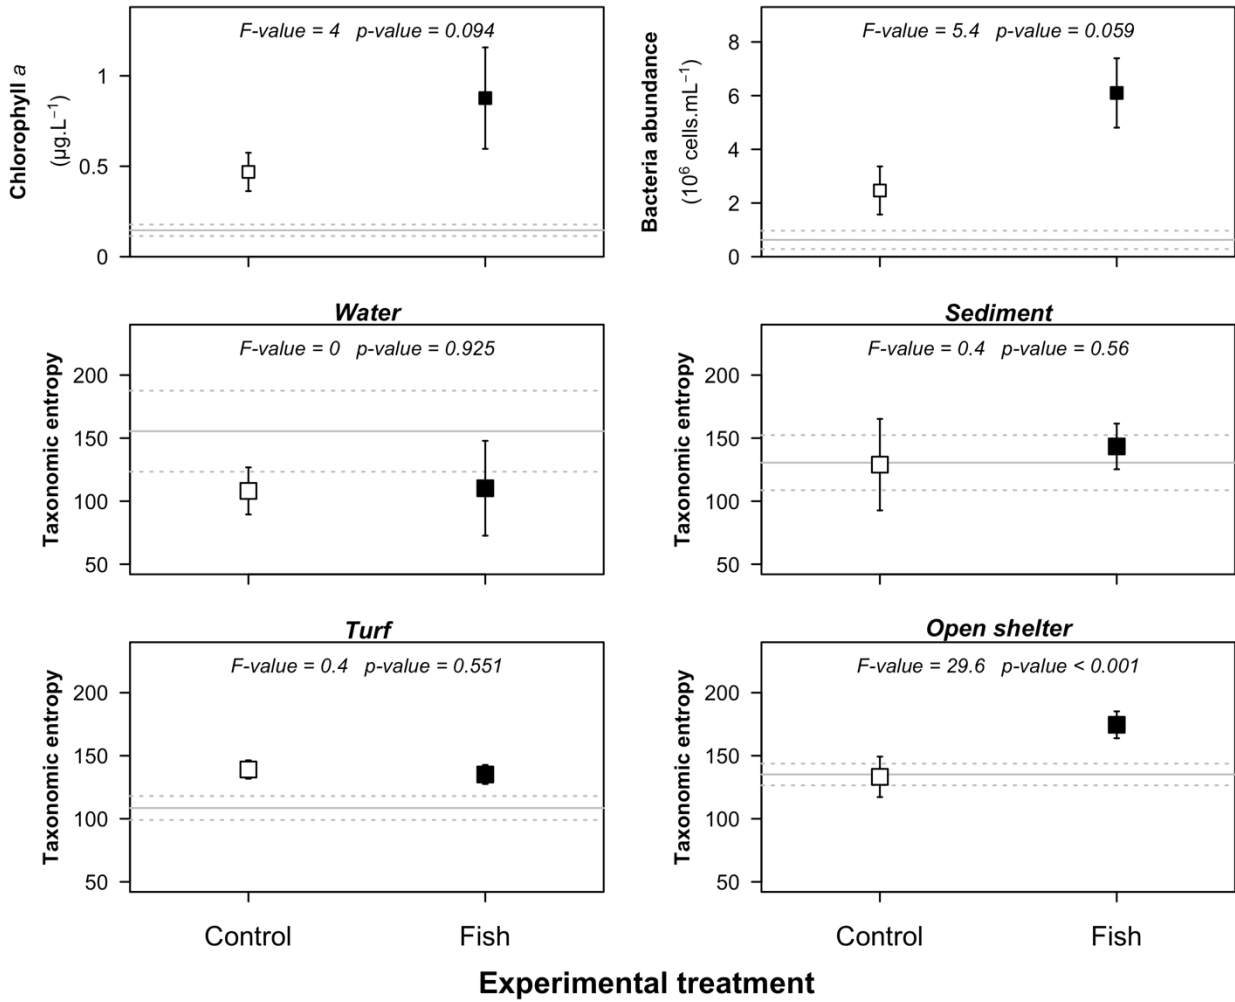 F-value = 4 p-value = 0.094
Chlorophyll a
(µg.L⁻¹)
1
0.5
0
F-value = 5.4 p-value = 0.059
Bacteria abundance
(10⁶ cells.mL⁻¹)
8
6
4
2
0
Water
F-value = 0 p-value = 0.925
Taxonomic entropy
200
150
100
50
Sediment
F-value = 0.4 p-value = 0.56
Taxonomic entropy
200
150
100
50
Turf
F-value = 0.4 p-value = 0.551
Taxonomic entropy
200
150
100
50
Control Fish
Open shelter
F-value = 29.6 p-value < 0.001
Taxonomic entropy
200
150
100
50
Control Fish
Experimental treatment